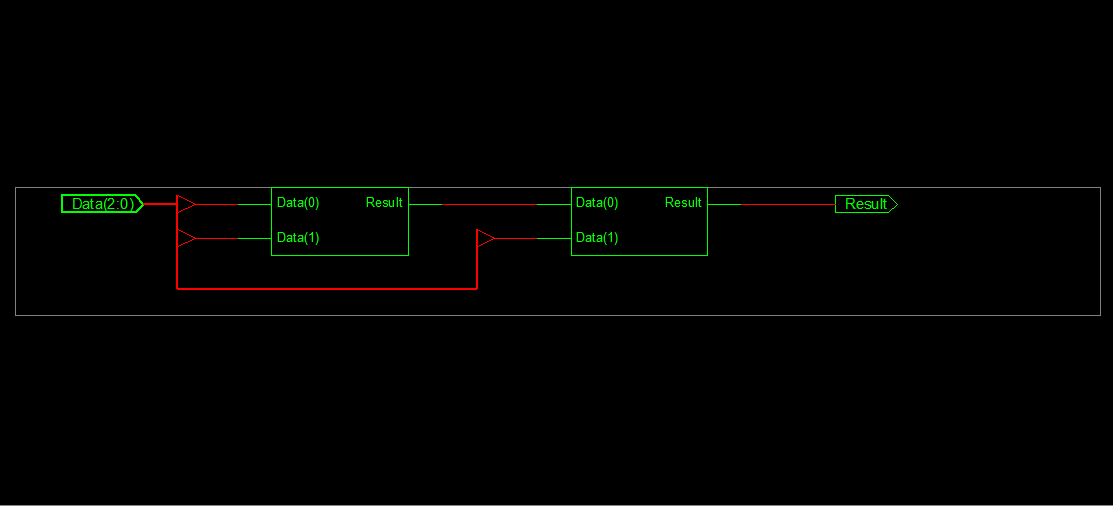 Data(2:0)
Data(0)
Result
Data(0)
Result
Result
Data(1)
Data(1)